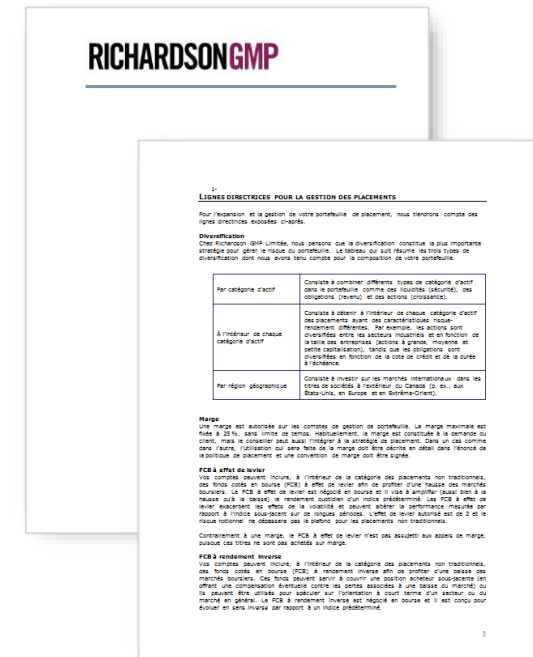 RICHARDSONGMP
1-
LIGNES DIRECTRICES POUR LA GESTION DES PLACEMENTS
Pour l'expansion et la gestion de votre portefeuille de placement, nous tiendrons compte des
lignes directrices exposées ci-après.
Diversification
Chez Richardson GMP Limitée, nous pensons que la diversification constitue la plus importante
stratégie pour gérer le risque du portefeuille. Le tableau qui suit résume les trois types de
diversification dont nous avons tenu compte pour la composition de votre portefeuille.
Par catégorie d'actif
Consiste à combiner différents types de catégorie d'actif
dans le portefeuille comme des liquidités (sécurité), des
obligations (revenu) et des actions (croissance).
À l'intérieur de chaque
catégorie d'actif
Consiste à détenir à l'intérieur de chaque catégorie d'actif
des placements ayant des caractéristiques risque-
rendement différentes. Par exemple, les actions sont
diversifiées entre les secteurs industriels et en fonction de
la taille des entreprises (actions à grande, moyenne et
petite capitalisation), tandis que les obligations sont
diversifiées en fonction de la cote de crédit et de la durée
à l'échéance.
Par région géographique
Consiste à investir sur les marchés internationaux dans les
titres de sociétés à l'extérieur du Canada (p. ex., aux
États-Unis, en Europe et en Extrême-Orient).
Marge
Une marge est autorisée sur les comptes de gestion de portefeuille. La marge maximale est
fixée à 25 %, sans limite de temps. Habituellement, la marge est constituée à la demande du
client, mais le conseiller peut aussi l'intégrer à la stratégie de placement. Dans un cas comme
dans l'autre, l'utilisation qui sera faite de la marge doit être décrite en détail dans l'énoncé de
la politique de placement et une convention de marge doit être signée.
FCB à effet de levier
Vos comptes peuvent inclure, à l'intérieur de la catégorie des placements non traditionnels,
des fonds cotés en bourse (FCB) à effet de levier afin de profiter d'une hausse des marchés
boursiers. Le FCB à effet de levier est négocié en bourse et il vise à amplifier (aussi bien à la
hausse qu'à la baisse) le rendement quotidien d'un indice prédéterminé. Les FCB à effet de
levier exacerbent les effets de la volatilité et peuvent altérer la performance mesurée par
rapport à l'indice sous-jacent sur de longues périodes. L'effet de levier autorisé est de 2 et le
risque notionnel ne dépassera pas le plafond pour les placements non traditionnels.
Contrairement à une marge, le FCB à effet de levier n'est pas assujetti aux appels de marge,
puisque ces titres ne sont pas achetés sur marge.
FCB à rendement inverse
Vos comptes peuvent inclure, à l'intérieur de la catégorie des placements non traditionnels,
des fonds cotés en bourse (FCB) à rendement inverse afin de profiter d'une baisse des
marchés boursiers. Ces fonds peuvent servir à couvrir une position acheteur sous-jacente (en
offrant une compensation éventuelle contre les pertes associées à une baisse du marché) ou
ils peuvent être utilisés pour spéculer sur l'orientation à court terme d'un secteur ou du
marché en général. Le FCB à rendement inverse est négocié en bourse et il est conçu pour
évoluer en sens inverse par rapport à un indice prédéterminé.
3